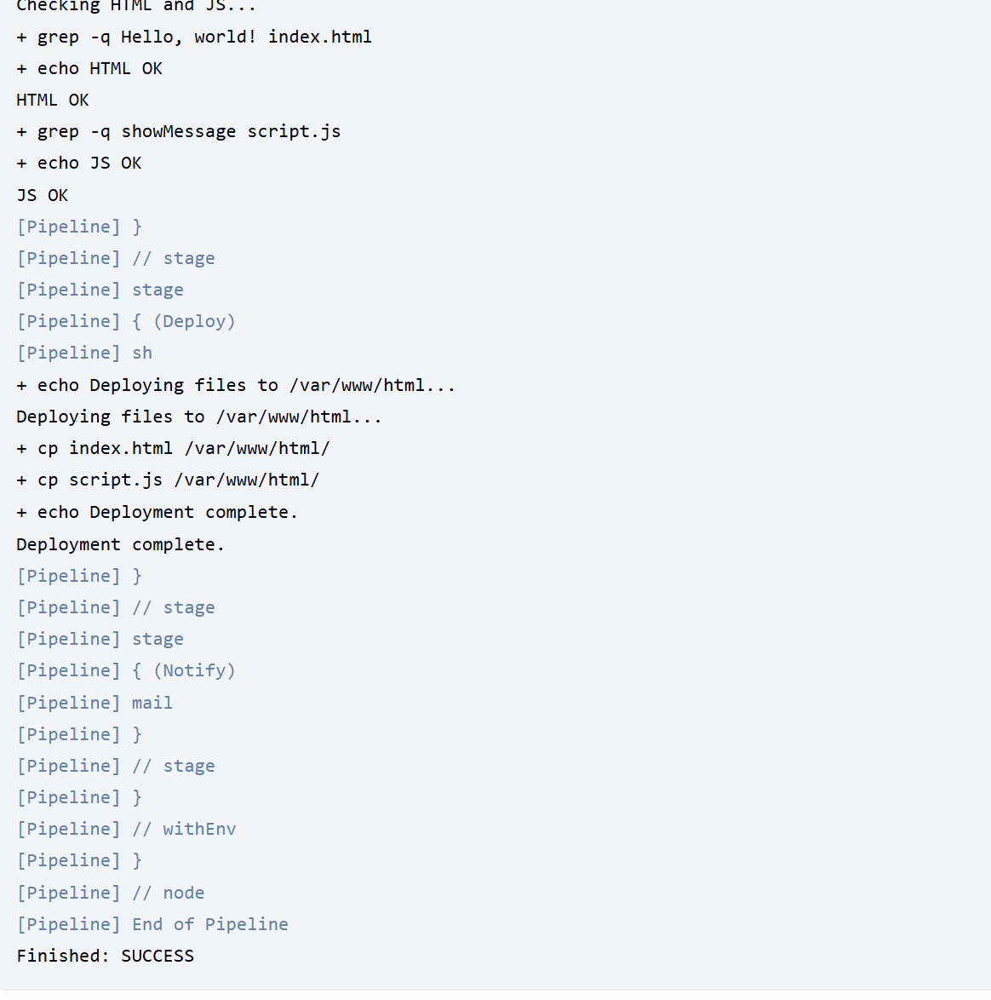 Checking HTML and JS...
+ grep -q Hello, world! index.html
+ echo HTML OK
HTML OK
+ grep -q showMessage script.js
+ echo JS OK
JS OK
[Pipeline] }
[Pipeline] // stage
[Pipeline] stage
[Pipeline] { (Deploy)
[Pipeline] sh
+ echo Deploying files to /var/www/html...
Deploying files to /var/www/html...
+ cp index.html /var/www/html/
+ cp script.js /var/www/html/
+ echo Deployment complete.
Deployment complete.
[Pipeline] }
[Pipeline] // stage
[Pipeline] stage
[Pipeline] { (Notify)
[Pipeline] mail
[Pipeline] }
[Pipeline] // stage
[Pipeline] }
[Pipeline] // withEnv
[Pipeline] }
[Pipeline] // node
[Pipeline] End of Pipeline
Finished: SUCCESS